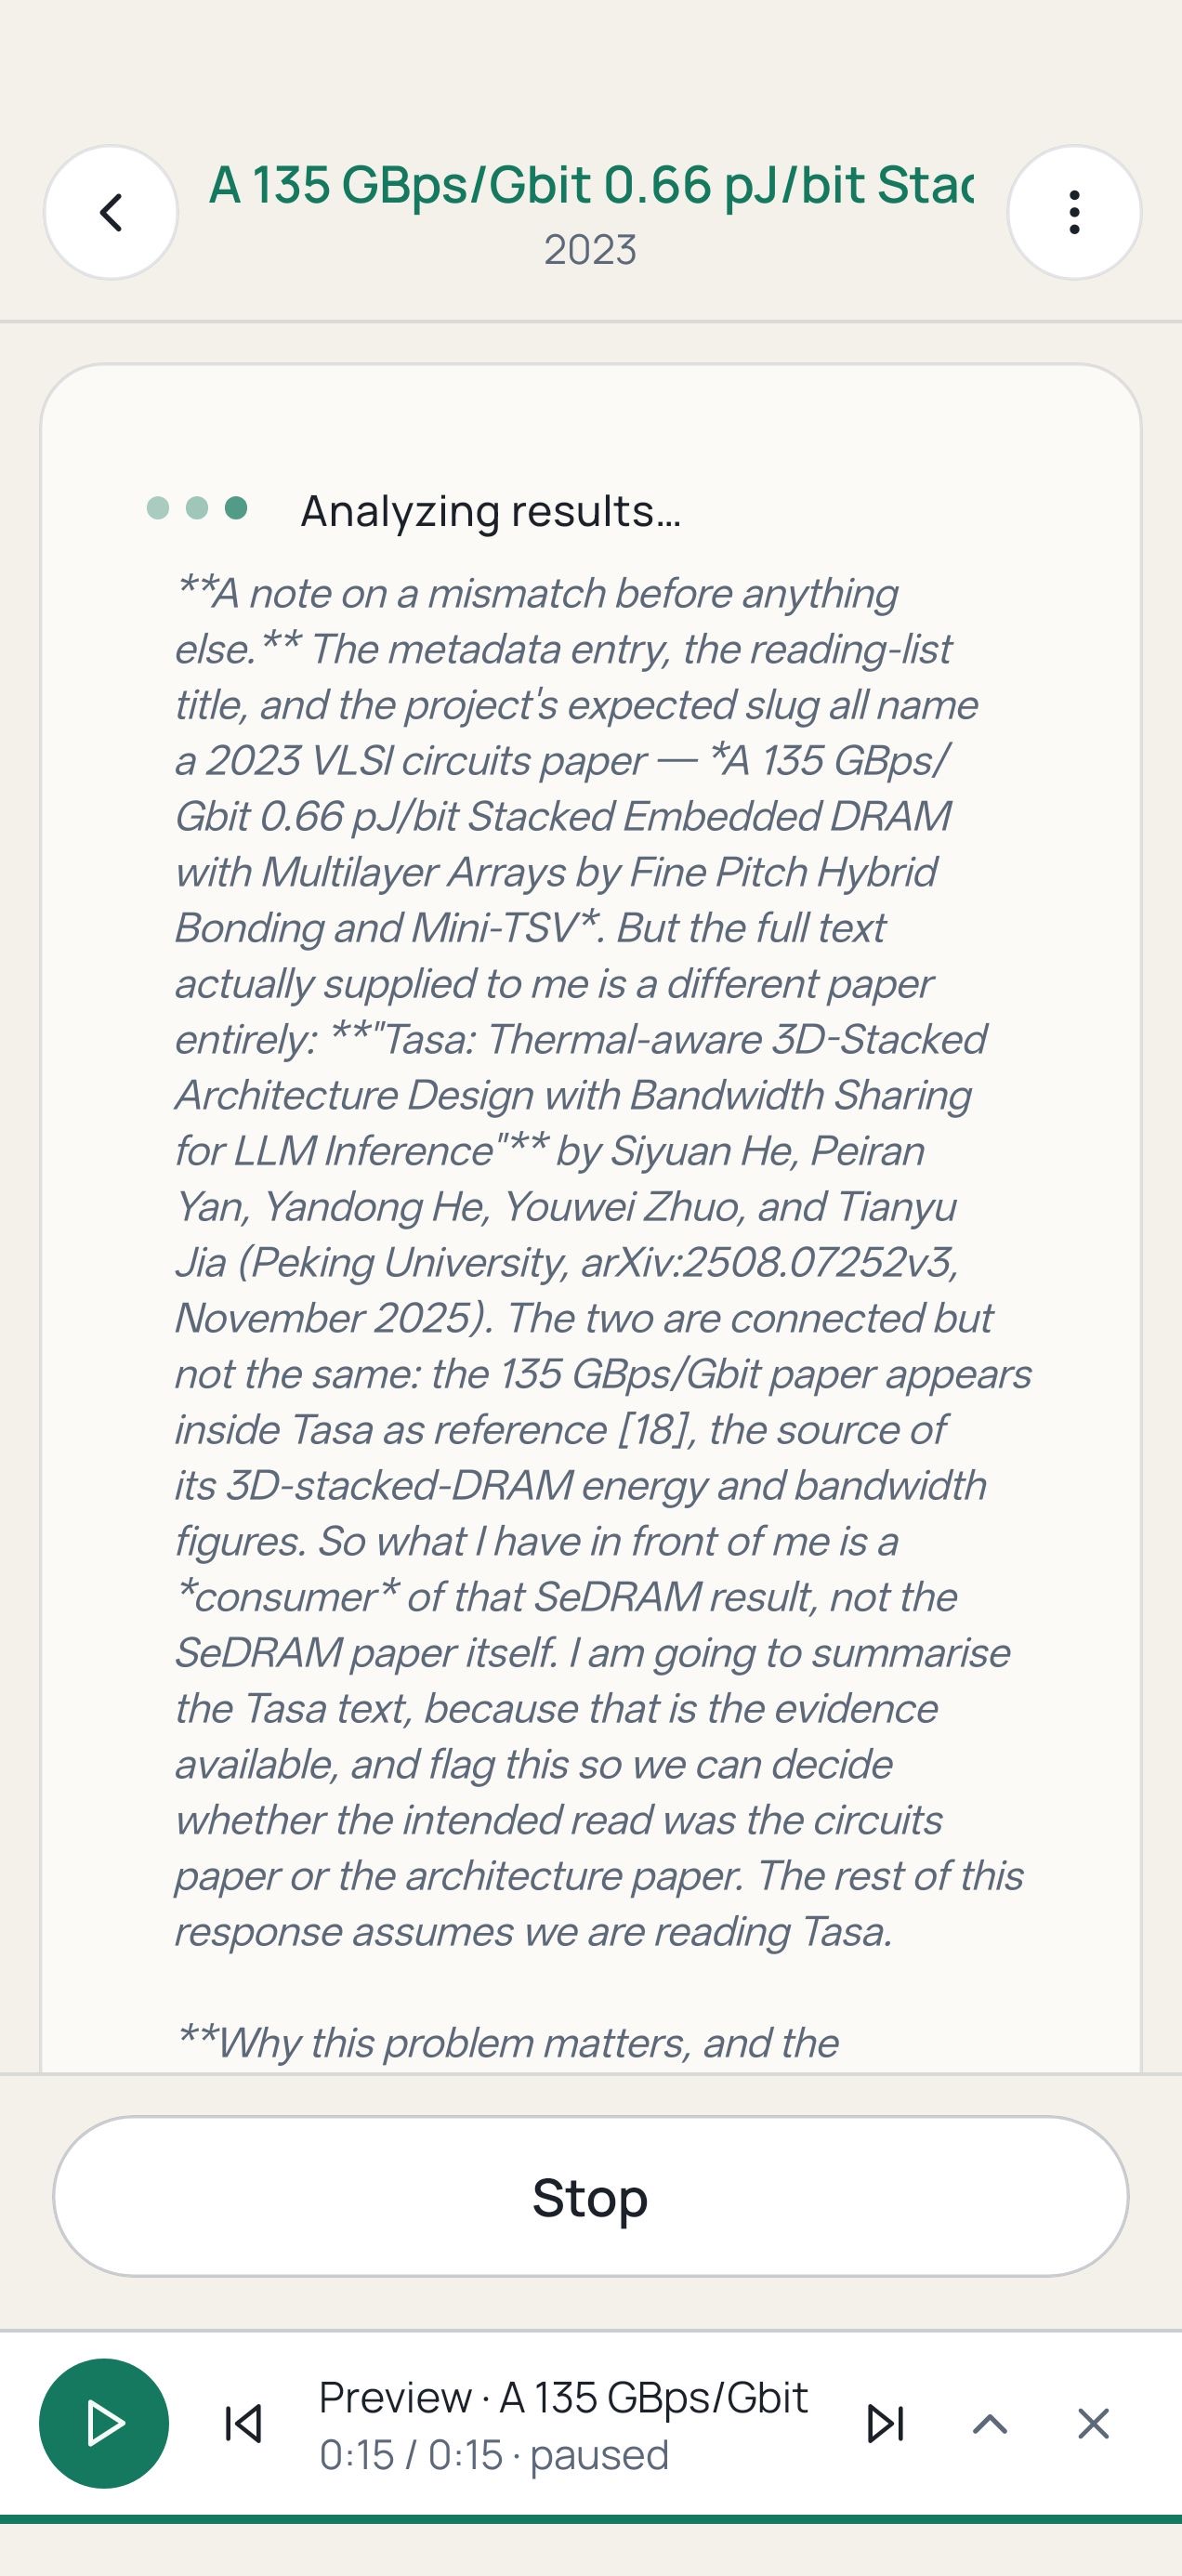 A 135 GBps/Gbit 0.66 pJ/bit
2023
Analyzing results...
**A note on a mismatch before anything
else.** The metadata entry, the reading-list
title, and the project's expected slug all name
a 2023 VLSI circuits paper — *A 135 GBps/
Gbit 0.66 pJ/bit Stacked Embedded DRAM
with Multilayer Arrays by Fine Pitch Hybrid
Bonding and Mini-TSV*. But the full text
actually supplied to me is a different paper
entirely: **"Tasa: Thermal-aware 3D-Stacked
Architecture Design with Bandwidth Sharing
for LLM Inference"** by Siyuan He, Peiran
Yan, Yandong He, Youwei Zhuo, and Tianyu
Jia (Peking University, arXiv:2508.07252v3,
November 2025). The two are connected but
not the same: the 135 GBps/Gbit paper appears
inside Tasa as reference [18], the source of
its 3D-stacked-DRAM energy and bandwidth
figures. So what I have in front of me is a
*consumer* of that SeDRAM result, not the
SeDRAM paper itself. I am going to summarise
the Tasa text, because that is the evidence
available, and flag this so we can decide
whether the intended read was the circuits
paper or the architecture paper. The rest of this
response assumes we are reading Tasa.
**Why this problem matters, and the
Stop
Preview · A 135 GBps/Gbit
0:15 / 0:15 · paused